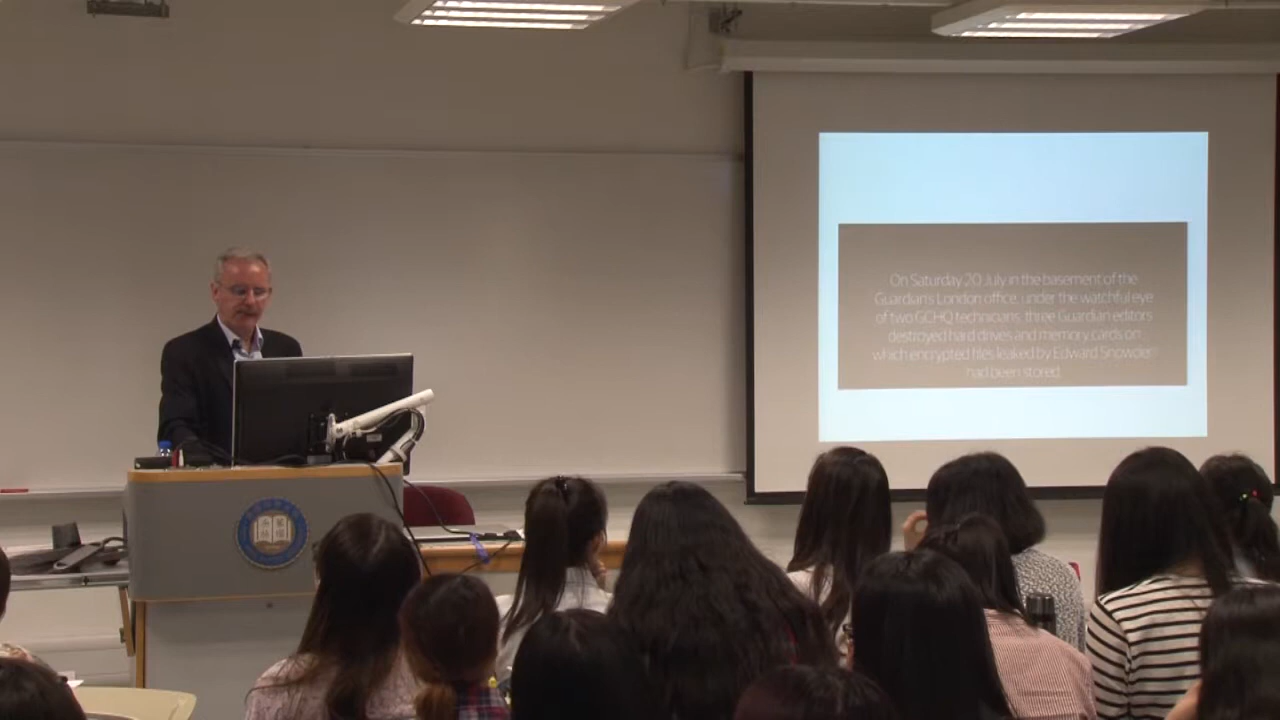 On Saturday 20 July in the basement of the
Guardian's London office, under the watchful eye
of two GCHQ technicians, three Guardian editors
destroyed hard drives and memory cards on
which encrypted files leaked by Edward Snowden
had been stored.